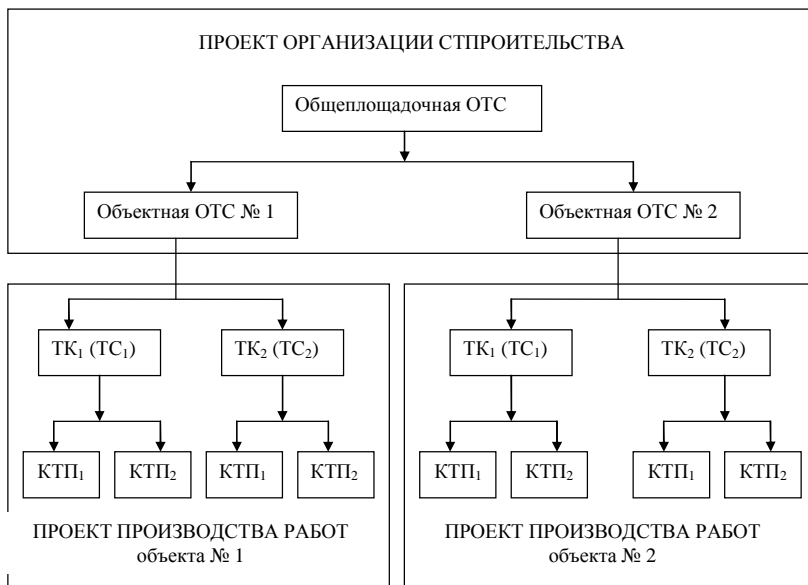 ПРОЕКТ ОРГАНИЗАЦИИ СТПРОИТЕЛЬСТВА
Общеплощадочная ОТС
Объектная ОТС № 1
Объектная ОТС № 2
ТК₁ (ТС₁)
ТК₂ (ТС₂)
ТК₁ (ТС₁)
ТК₂ (ТС₂)
КТП₁
КТП₂
КТП₁
КТП₂
КТП₁
КТП₂
КТП₁
КТП₂
ПРОЕКТ ПРОИЗВОДСТВА РАБОТ
объекта № 1
ПРОЕКТ ПРОИЗВОДСТВА РАБОТ
объекта № 2